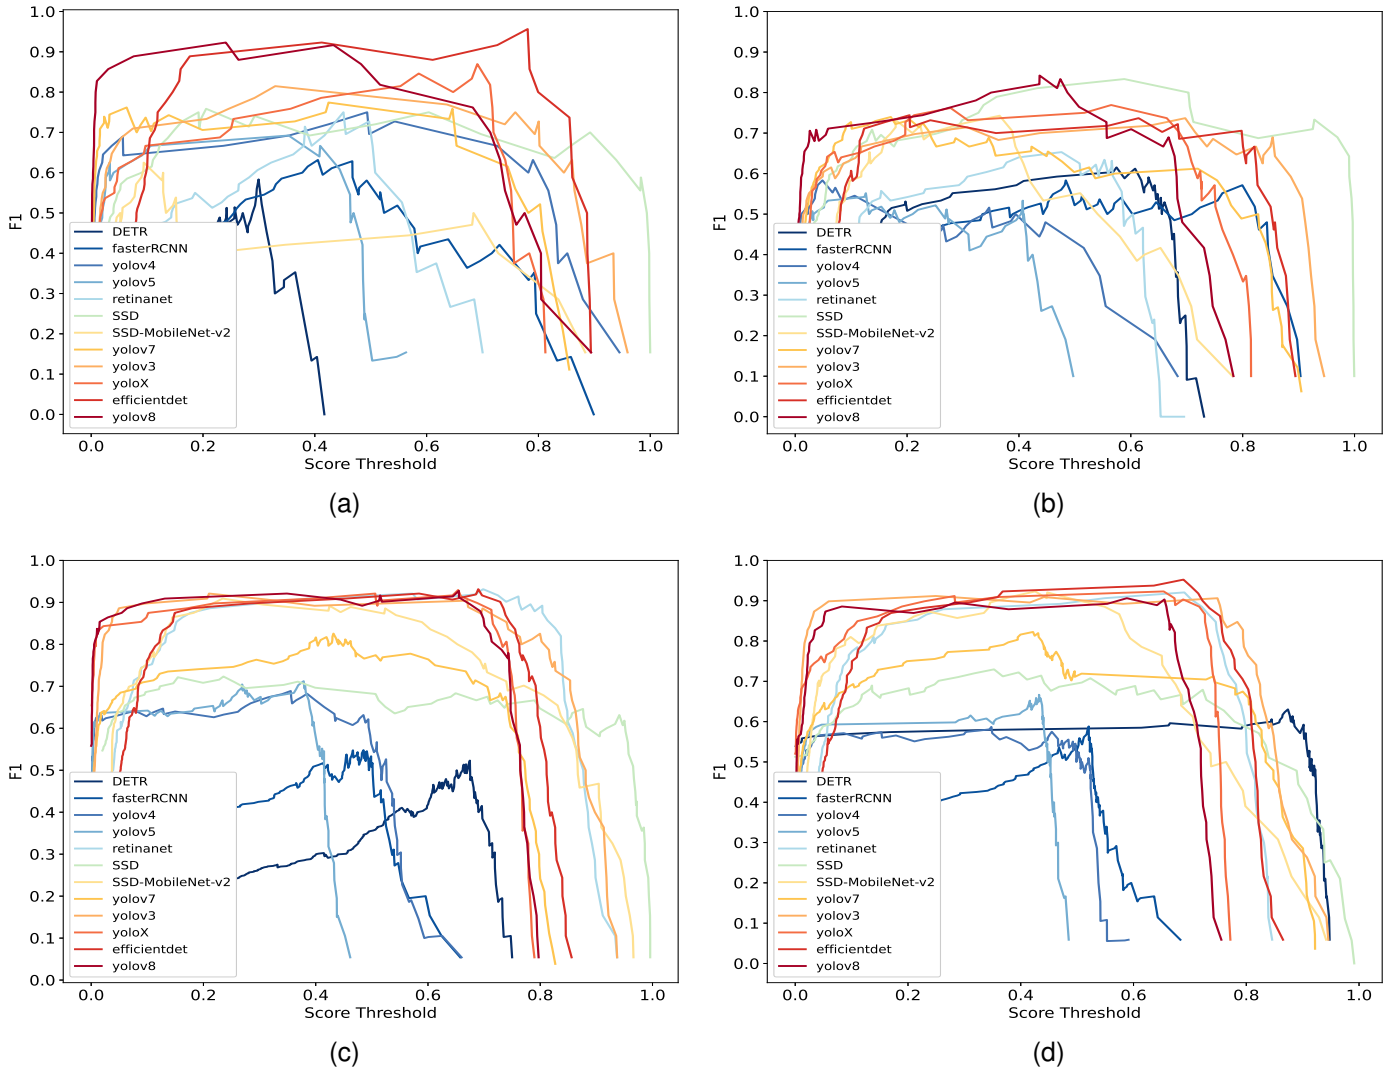 1.0
0.9
0.8
0.7
0.6
0.5
0.4
0.3
0.2
0.1
0.0
F1
DETR
fasterRCNN
yolov4
yolov5
retinanet
SSD
SSD-MobileNet-v2
yolov7
yolov3
yoloX
efficientdet
yolov8
0.0 0.2 0.4 0.6 0.8 1.0
Score Threshold
(a)
1.0
0.9
0.8
0.7
0.6
0.5
0.4
0.3
0.2
0.1
0.0
F1
DETR
fasterRCNN
yolov4
yolov5
retinanet
SSD
SSD-MobileNet-v2
yolov7
yolov3
yoloX
efficientdet
yolov8
0.0 0.2 0.4 0.6 0.8 1.0
Score Threshold
(b)
1.0
0.9
0.8
0.7
0.6
0.5
0.4
0.3
0.2
0.1
0.0
F1
DETR
fasterRCNN
yolov4
yolov5
retinanet
SSD
SSD-MobileNet-v2
yolov7
yolov3
yoloX
efficientdet
yolov8
0.0 0.2 0.4 0.6 0.8 1.0
Score Threshold
(c)
1.0
0.9
0.8
0.7
0.6
0.5
0.4
0.3
0.2
0.1
0.0
F1
DETR
fasterRCNN
yolov4
yolov5
retinanet
SSD
SSD-MobileNet-v2
yolov7
yolov3
yoloX
efficientdet
yolov8
0.0 0.2 0.4 0.6 0.8 1.0
Score Threshold
(d)